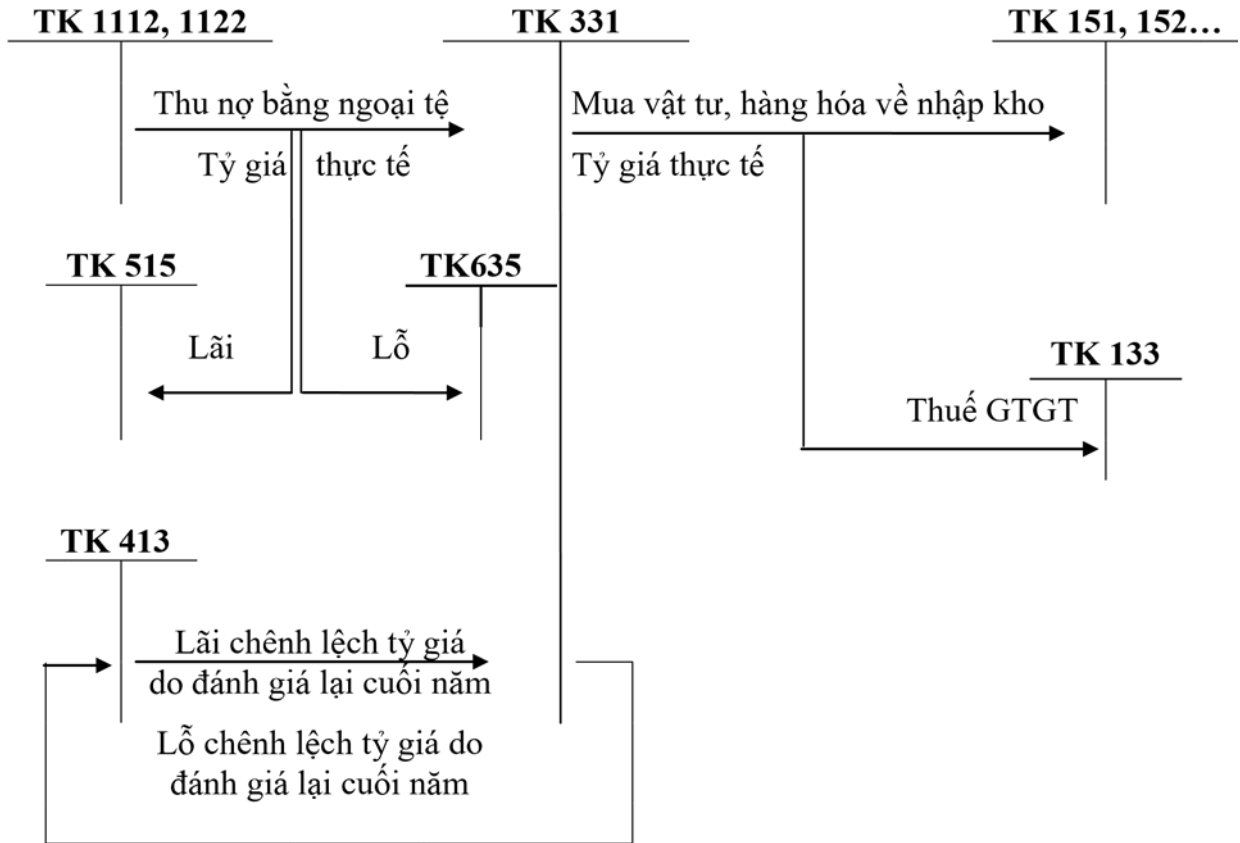 TK 1112, 1122
TK 331
TK 151, 152…
Thu nợ bằng ngoại tệ
Mua vật tư, hàng hóa về nhập kho
Tỷ giá thực tế
Tỷ giá thực tế
TK 515
TK635
Lãi
Lỗ
TK 133
Thuế GTGT
TK 413
Lãi chênh lệch tỷ giá
do đánh giá lại cuối năm
Lỗ chênh lệch tỷ giá do
đánh giá lại cuối năm